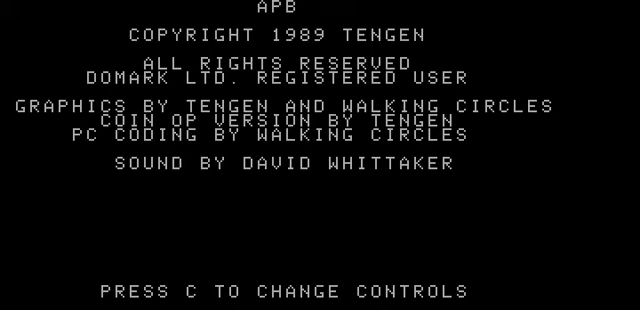 APB
COPYRIGHT 1989 TENGEN
ALL RIGHTS RESERVED
DOMARK LTD. REGISTERED USER
GRAPHICS BY TENGEN AND WALKING CIRCLES
COIN OP VERSION BY TENGEN
PC CODING BY WALKING CIRCLES
SOUND BY DAVID WHITTAKER
PRESS C TO CHANGE CONTROLS